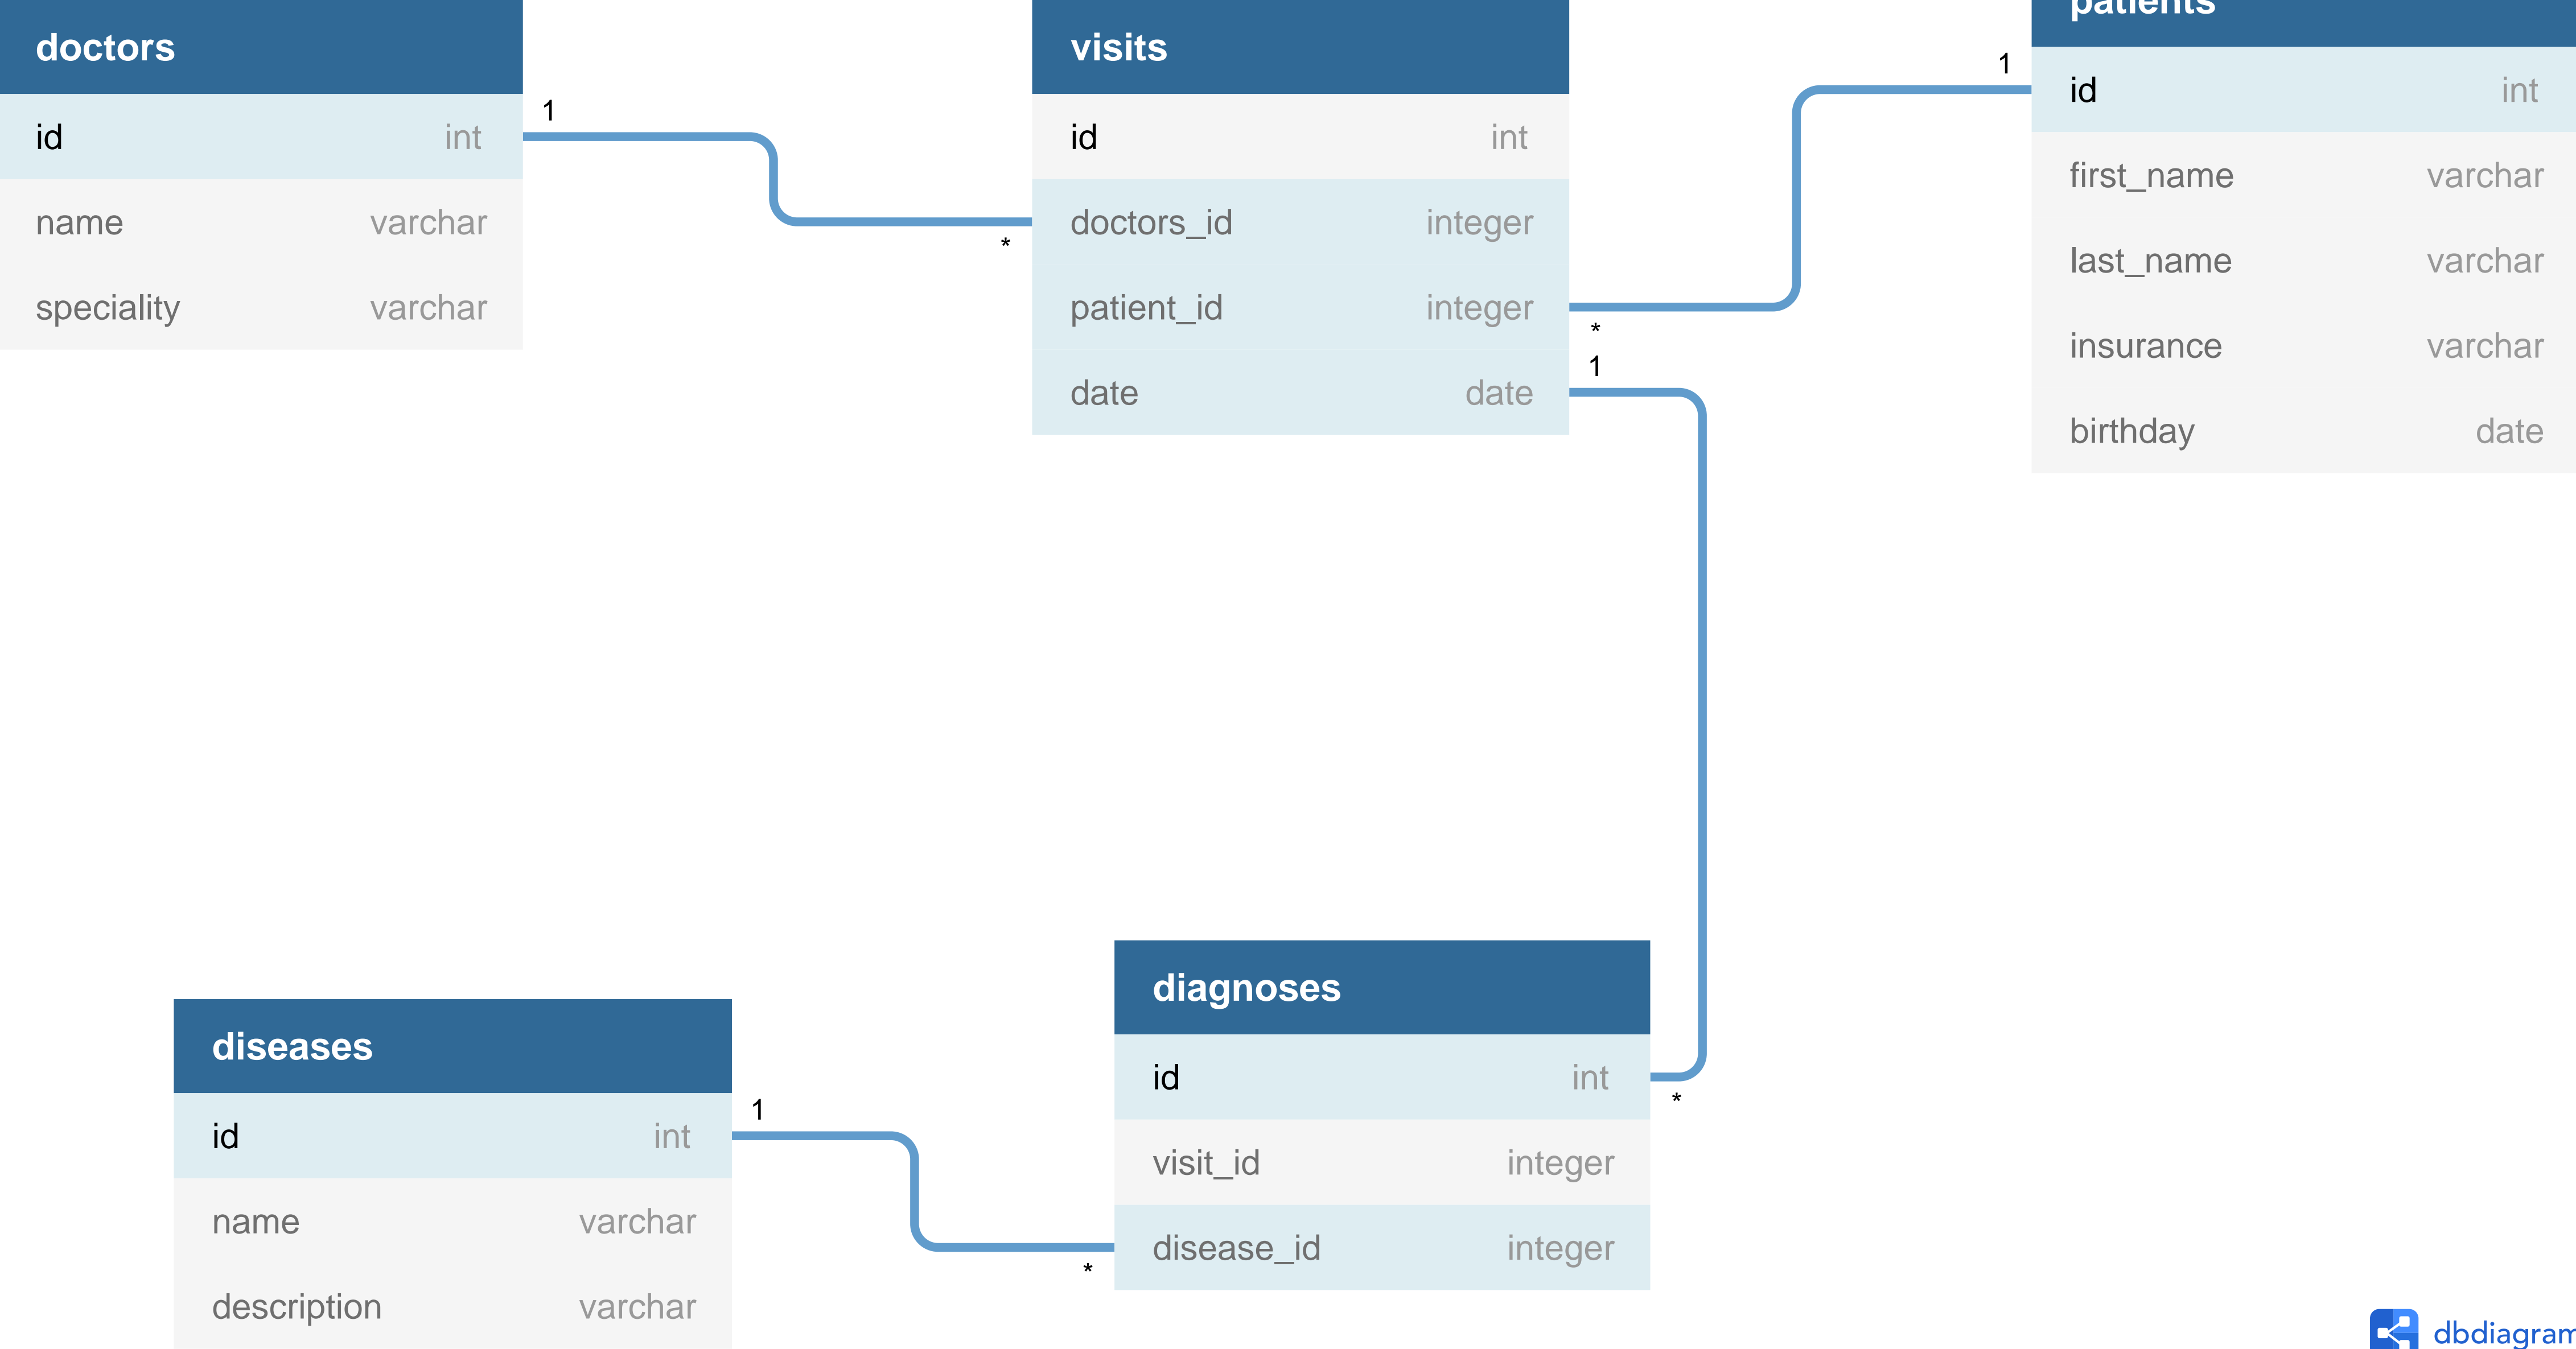 doctors
id int
name varchar
speciality varchar
1
*
visits
id int
doctors_id integer
patient_id integer
date date
*
1
1
patients
id int
first_name varchar
last_name varchar
insurance varchar
birthday date
diseases
id int
name varchar
description varchar
1
*
diagnoses
id int
visit_id integer
disease_id integer
*
dbdiagram